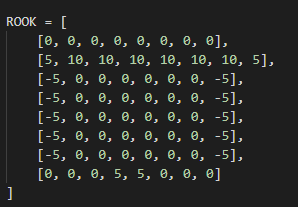 ROOK = [
[0, 0, 0, 0, 0, 0, 0, 0],
[5, 10, 10, 10, 10, 10, 10, 5],
[-5, 0, 0, 0, 0, 0, 0, -5],
[-5, 0, 0, 0, 0, 0, 0, -5],
[-5, 0, 0, 0, 0, 0, 0, -5],
[-5, 0, 0, 0, 0, 0, 0, -5],
[-5, 0, 0, 0, 0, 0, 0, -5],
[0, 0, 0, 5, 5, 0, 0, 0]
]